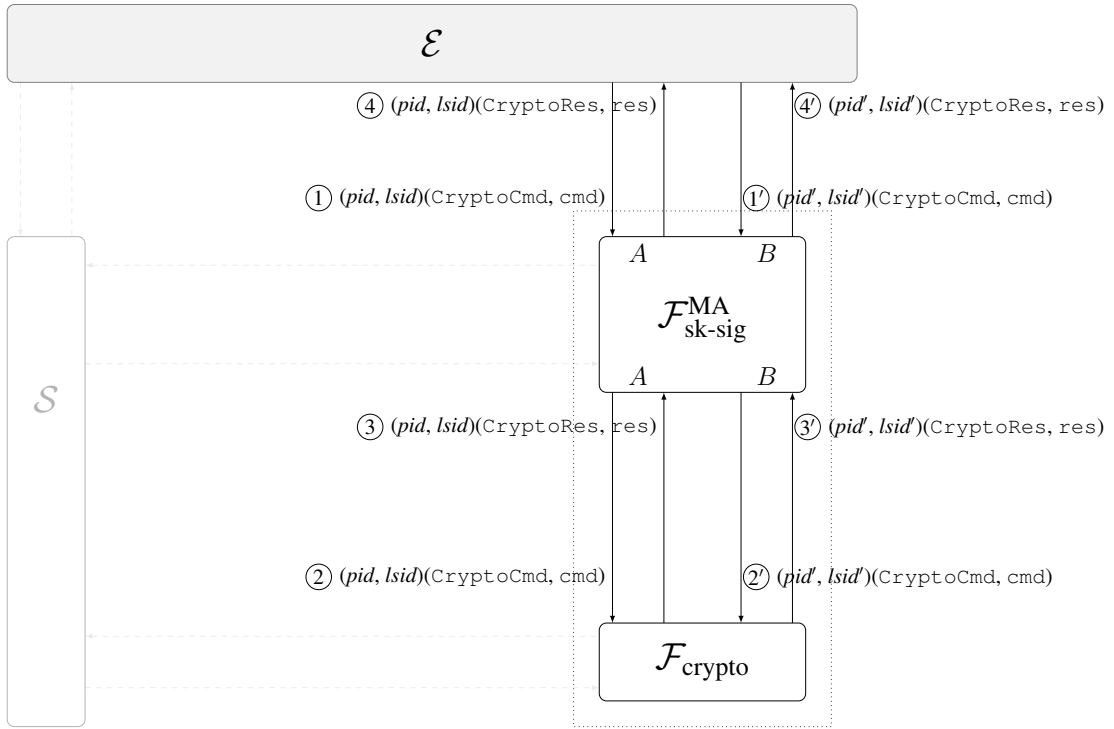 ℰ
④ (pid, lsid)(CryptoRes, res)
④′ (pid′, lsid′)(CryptoRes, res)
① (pid, lsid)(CryptoCmd, cmd)
①′ (pid′, lsid′)(CryptoCmd, cmd)
A B
ℱ^MA_sk-sig
A B
𝒮
③ (pid, lsid)(CryptoRes, res)
③′ (pid′, lsid′)(CryptoRes, res)
② (pid, lsid)(CryptoCmd, cmd)
②′ (pid′, lsid′)(CryptoCmd, cmd)
ℱ_crypto